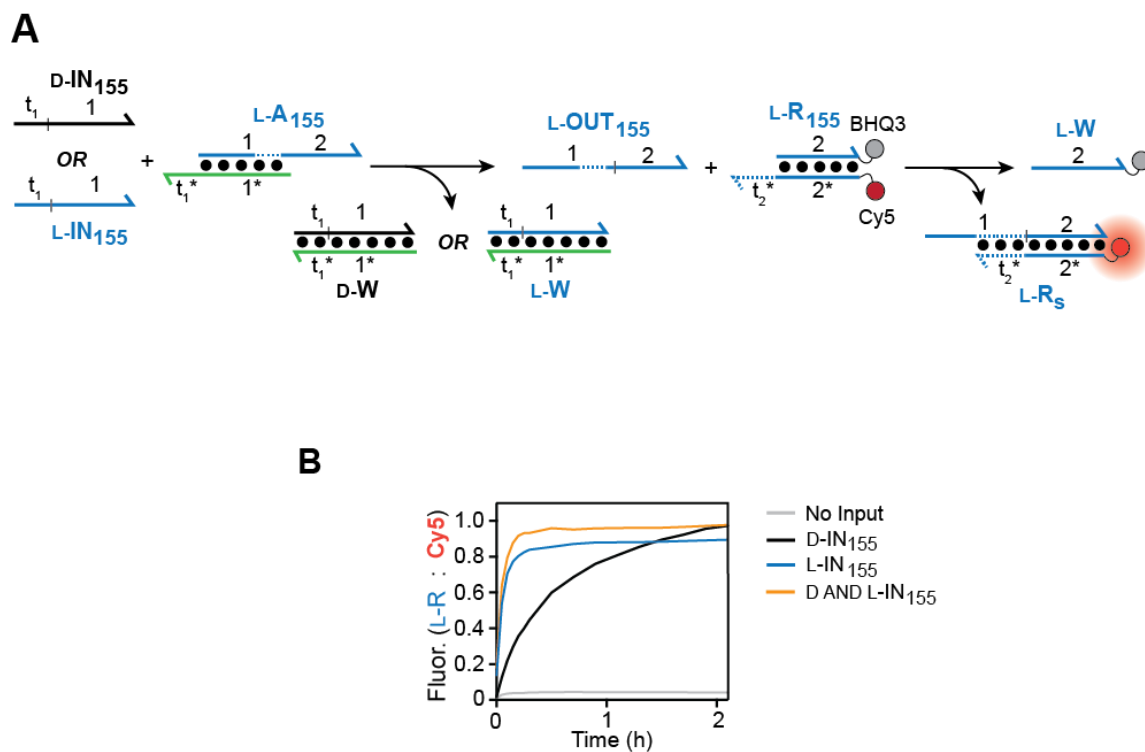 A
D-IN155
t1 1
OR
t1 1
L-IN155
+
L-A155
1 2
t1* 1*
t1 1
t1* 1*
D-W
OR
t1 1
t1* 1*
L-W
L-OUT155
1 2
+
L-R155
BHQ3
2
t2* 2*
Cy5
L-W
2
1 2
t2* 2*
L-Rs
B
Fluor. (L-R : Cy5)
1.0
0.8
0.6
0.4
0.2
0
0 1 2
Time (h)
No Input
D-IN155
L-IN155
D AND L-IN155